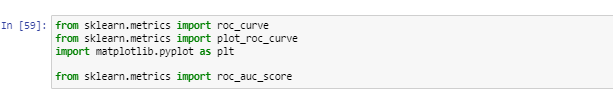 In [59]: from sklearn.metrics import roc_curve
from sklearn.metrics import plot_roc_curve
import matplotlib.pyplot as plt
from sklearn.metrics import roc_auc_score